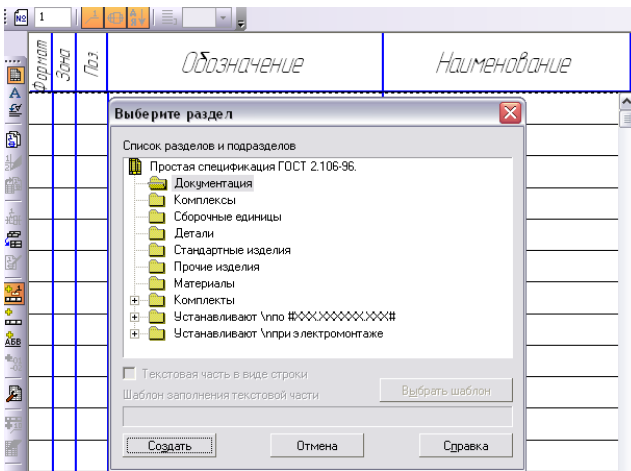 № 1
Формат
Зона
Поз.
Обозначение
Наименование
Выберите раздел
Список разделов и подразделов
Простая спецификация ГОСТ 2.106-96.
Документация
Комплексы
Сборочные единицы
Детали
Стандартные изделия
Прочие изделия
Материалы
Комплекты
Устанавливают \nпо #XXX.XXXXXX.XXX#
Устанавливают \nпри электромонтаже
Текстовая часть в виде строки
Шаблон заполнения текстовой части
Выбрать шаблон
Создать
Отмена
Справка
АБВ